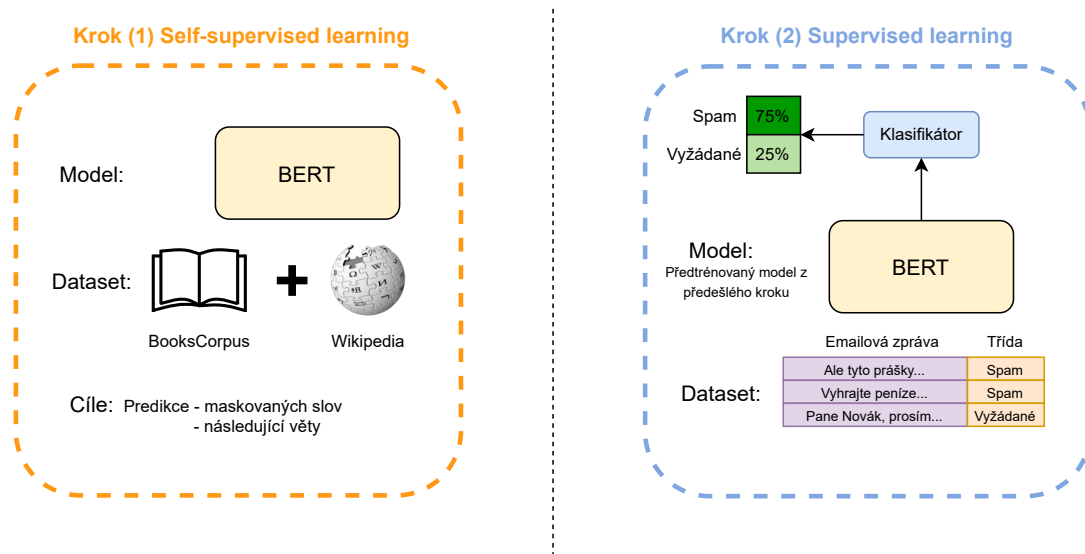 Krok (1) Self-supervised learning
Model:
BERT
Dataset:
BooksCorpus
Wikipedia
Cíle: Predikce - maskovaných slov
- následující věty
Krok (2) Supervised learning
Spam 75%
Vyžádané 25%
Klasifikátor
Model:
Předtrénovaný model z
předešlého kroku
BERT
Emailová zpráva Třída
Dataset:
Ale tyto prášky... Spam
Vyhrajte peníze... Spam
Pane Novák, prosím... Vyžádané